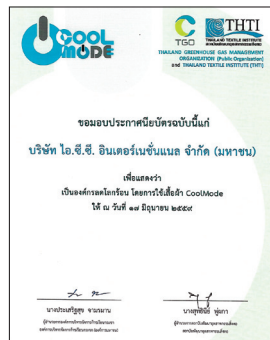 COOL
MODE
TGO
THTI
THAILAND TEXTILE INSTITUTE
THAILAND GREENHOUSE GAS MANAGEMENT
ORGANIZATION (Public Organization)
and THAILAND TEXTILE INSTITUTE (THTI)
ขอมอบประกาศนียบัตรฉบับนี้แก่
บริษัท ไอ.ซี.ซี. อินเตอร์เนชั่นแนล จำกัด (มหาชน)
เพื่อแสดงว่า
เป็นองค์กรลดโลกร้อน โดยการใช้เสื้อผ้า CoolMode
ให้ ณ วันที่ ๑๗ มิถุนายน ๒๕๕๙
นางประเสริฐสุข จามรมาน
นางสุทธินีย์ พู่ผกา